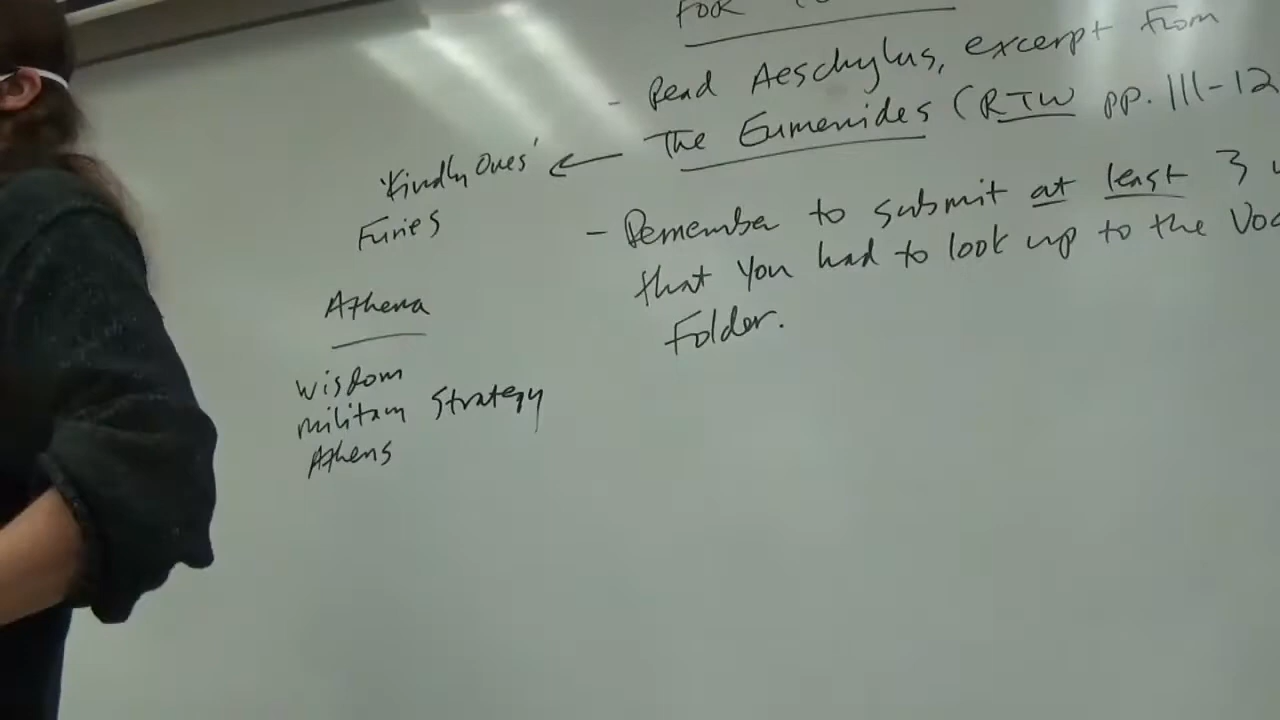 For
- Read Aeschylus, excerpt from
The Eumenides (RTW pp. 111-12
'Kindly Ones' ←
Furies
- Remember to submit at least 3
that you had to look up to the Voc
Folder.
Athena
Wisdom
military Strategy
Athens